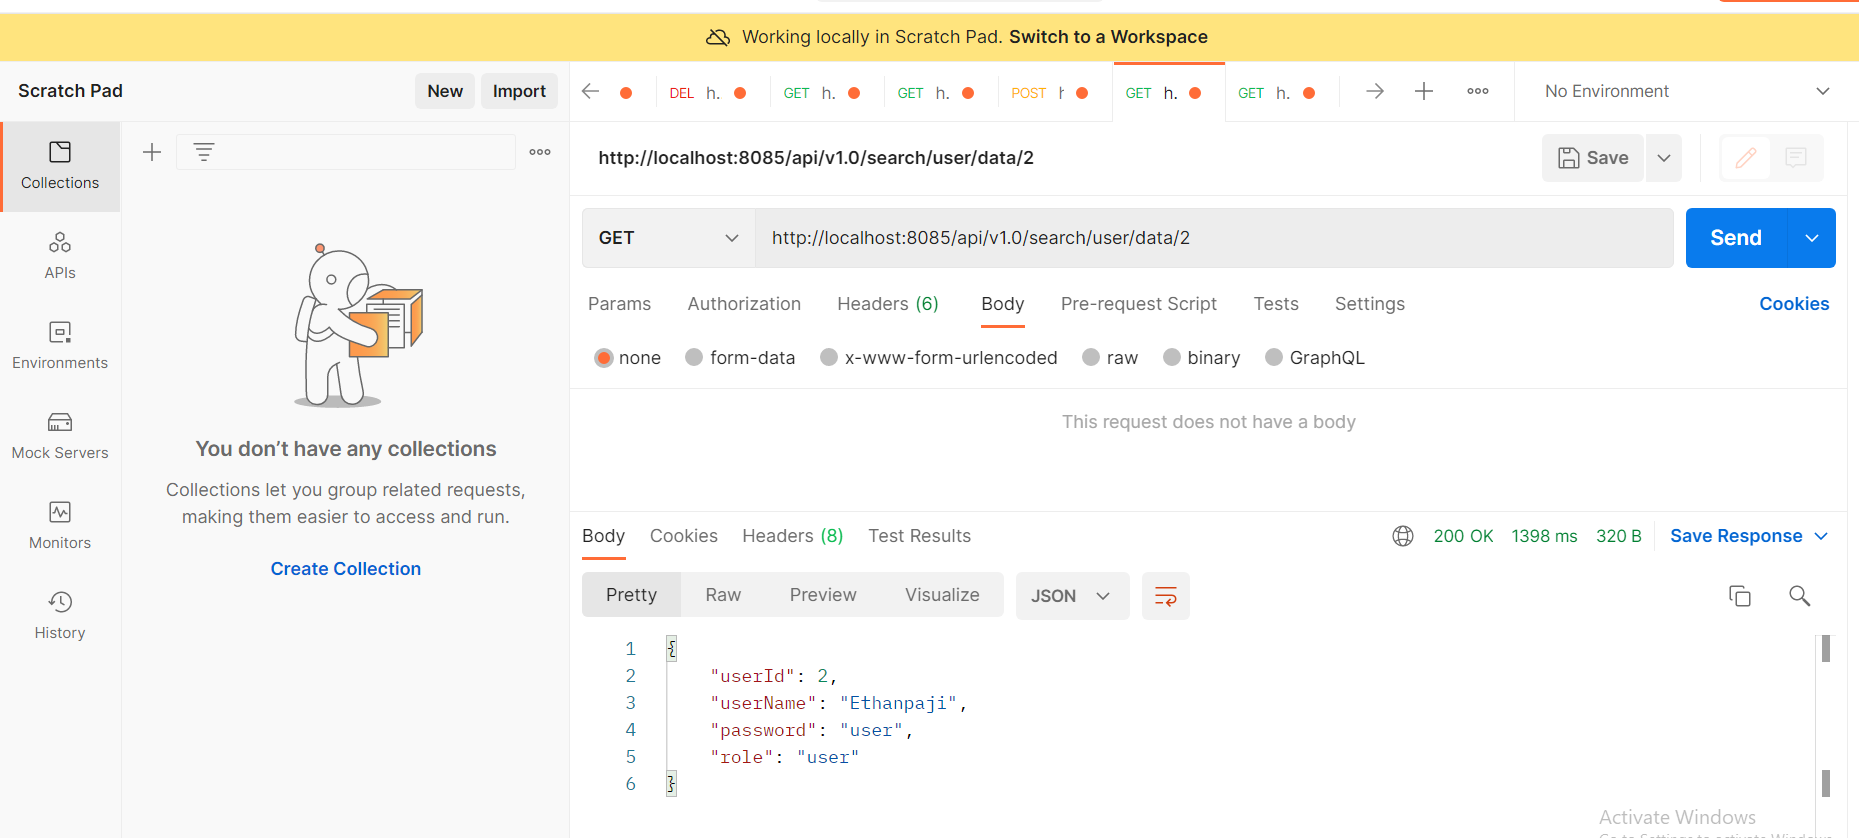 Working locally in Scratch Pad. Switch to a Workspace
Scratch Pad
New
Import
DEL h.
GET h.
GET h.
POST h
GET h.
GET h.
No Environment
Collections
APIs
Environments
Mock Servers
Monitors
History
You don’t have any collections
Collections let you group related requests,
making them easier to access and run.
Create Collection
http://localhost:8085/api/v1.0/search/user/data/2
Save
GET
http://localhost:8085/api/v1.0/search/user/data/2
Send
Params Authorization Headers (6) Body Pre-request Script Tests Settings Cookies
none form-data x-www-form-urlencoded raw binary GraphQL
This request does not have a body
Body Cookies Headers (8) Test Results 200 OK 1398 ms 320 B Save Response
Pretty Raw Preview Visualize JSON
1 {
2 "userId": 2,
3 "userName": "Ethanpaji",
4 "password": "user",
5 "role": "user"
6 }
Activate Windows